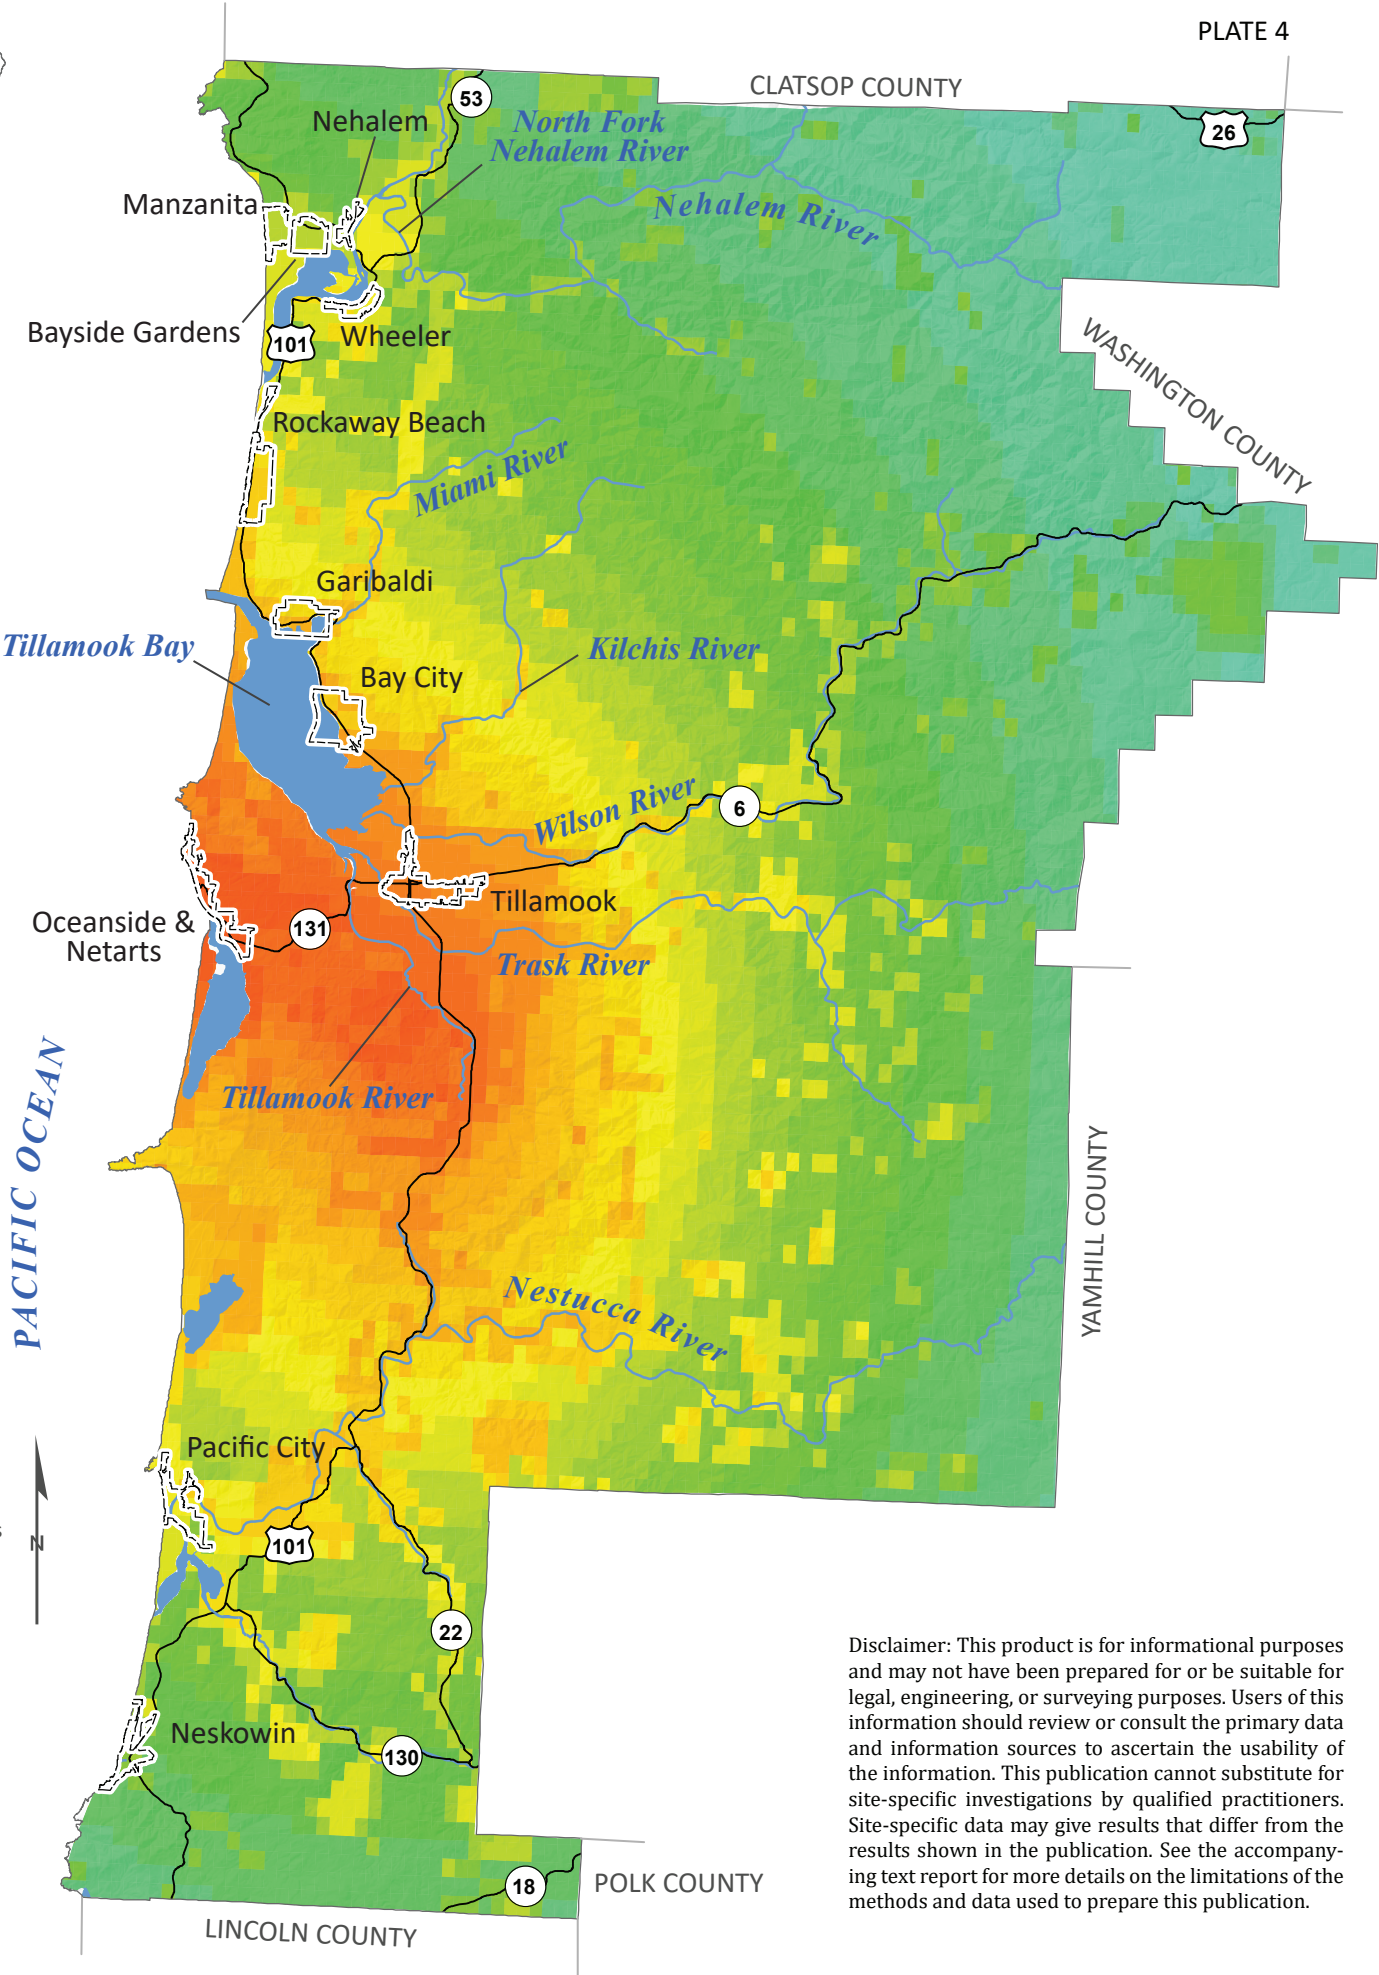 PLATE 4
CLATSOP COUNTY
53
26
Nehalem
North Fork
Nehalem River
Manzanita
Nehalem River
Bayside Gardens
101
Wheeler
WASHINGTON COUNTY
Rockaway Beach
Miami River
Garibaldi
Tillamook Bay
Kilchis River
Bay City
Wilson River
6
Tillamook
Oceanside &
Netarts
131
Trask River
PACIFIC OCEAN
Tillamook River
YAMHILL COUNTY
Nestucca River
Pacific City
N
101
22
Neskowin
130
18
POLK COUNTY
LINCOLN COUNTY
Disclaimer: This product is for informational purposes
and may not have been prepared for or be suitable for
legal, engineering, or surveying purposes. Users of this
information should review or consult the primary data
and information sources to ascertain the usability of
the information. This publication cannot substitute for
site-specific investigations by qualified practitioners.
Site-specific data may give results that differ from the
results shown in the publication. See the accompany-
ing text report for more details on the limitations of the
methods and data used to prepare this publication.